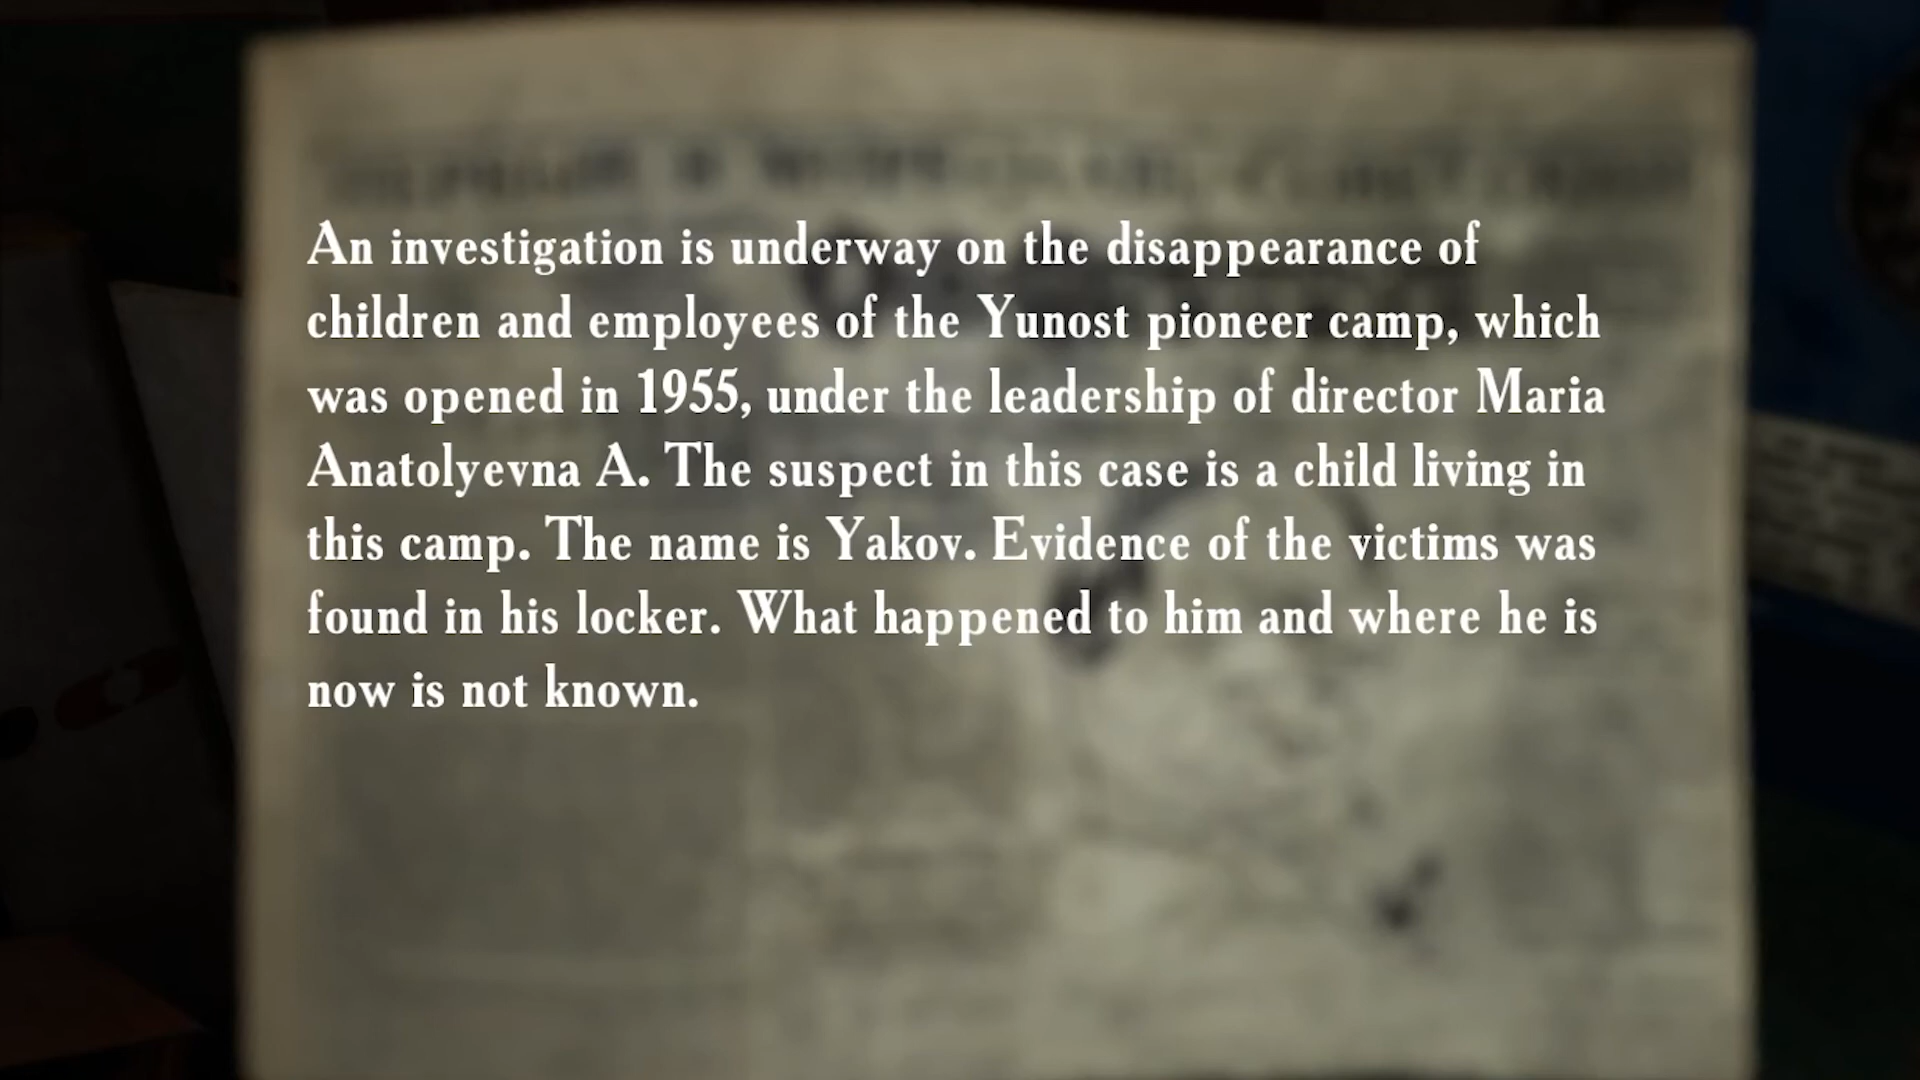 An investigation is underway on the disappearance of
children and employees of the Yunost pioneer camp, which
was opened in 1955, under the leadership of director Maria
Anatolyevna A. The suspect in this case is a child living in
this camp. The name is Yakov. Evidence of the victims was
found in his locker. What happened to him and where he is
now is not known.